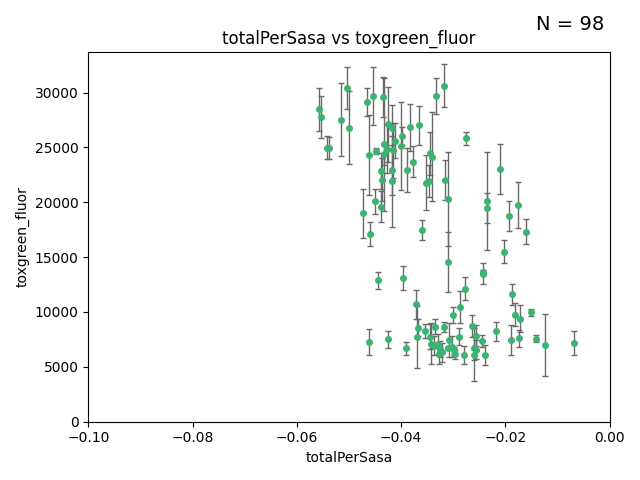 N = 98
totalPerSasa vs toxgreen_fluor
toxgreen_fluor
30000
25000
20000
15000
10000
5000
0
−0.10 −0.08 −0.06 −0.04 −0.02 0.00
totalPerSasa